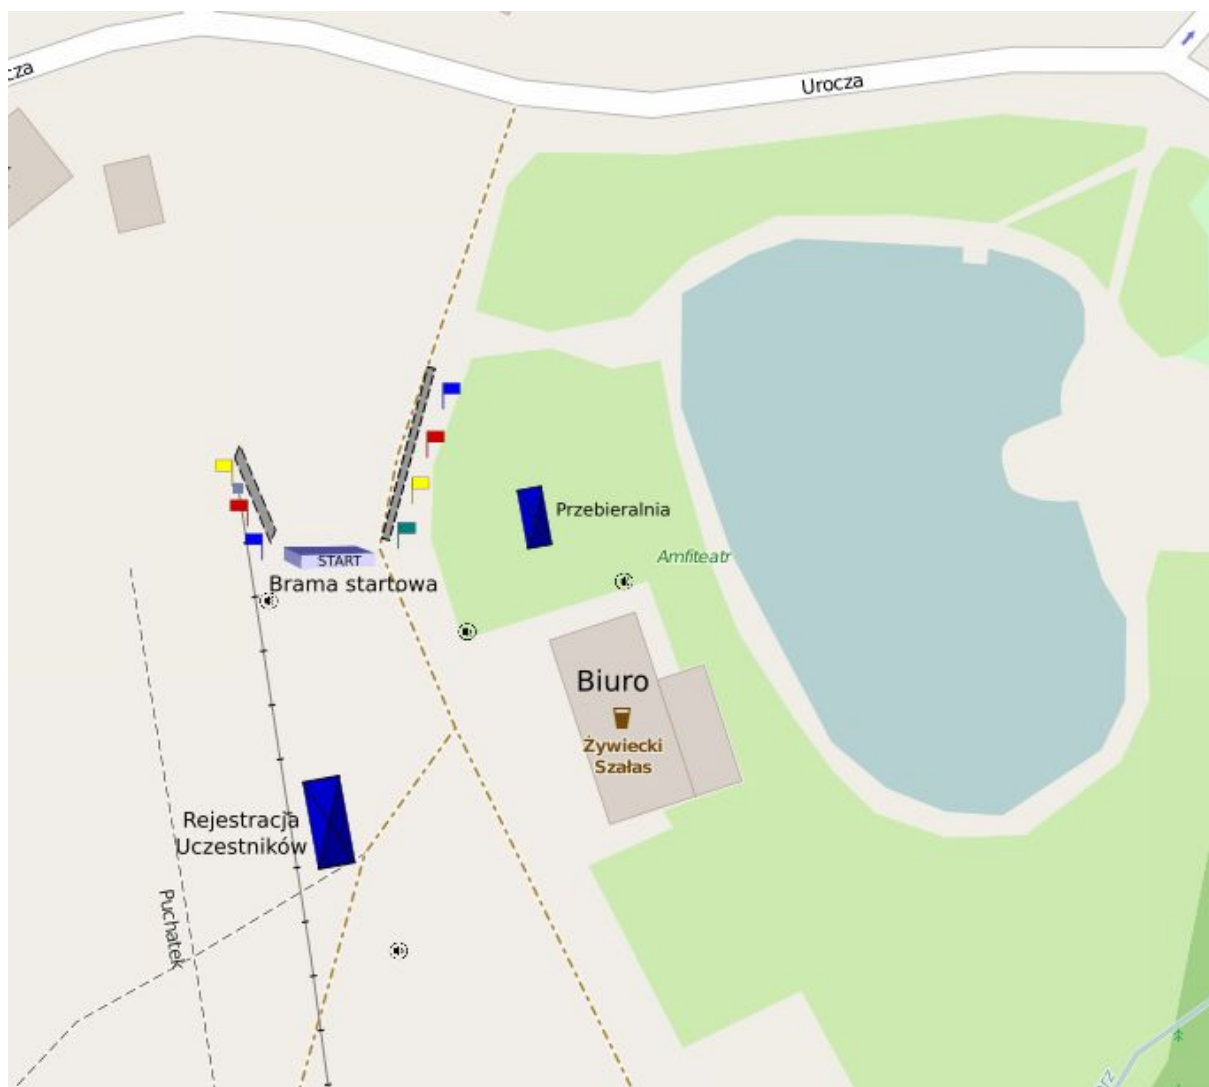 cza
Urocza
Przebieralnia
Amfiteatr
START
Brama startowa
Biuro
Żywiecki
Szałas
Rejestracja
Uczestników
Puchatek